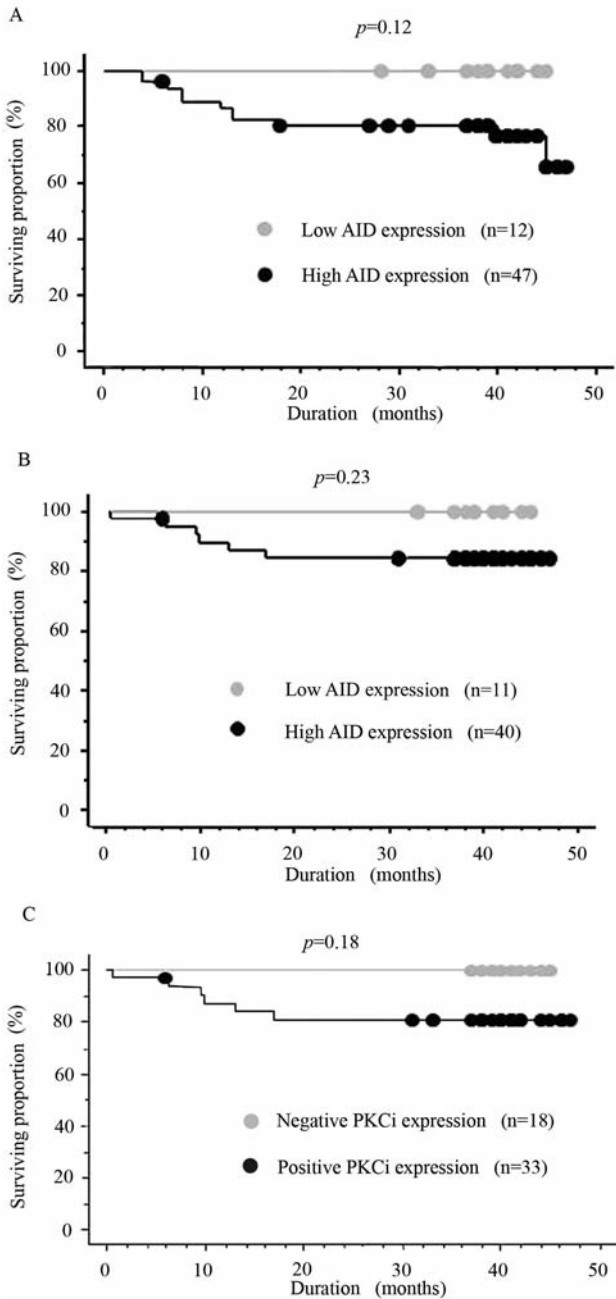 A
p=0.12
100
80
60
40
20
0
Surviving proportion (%)
Low AID expression (n=12)
High AID expression (n=47)
0 10 20 30 40 50
Duration (months)
B
p=0.23
100
80
60
40
20
0
Surviving proportion (%)
Low AID expression (n=11)
High AID expression (n=40)
0 10 20 30 40 50
Duration (months)
C
p=0.18
100
80
60
40
20
0
Surviving proportion (%)
Negative PKCi expression (n=18)
Positive PKCi expression (n=33)
0 10 20 30 40 50
Duration (months)